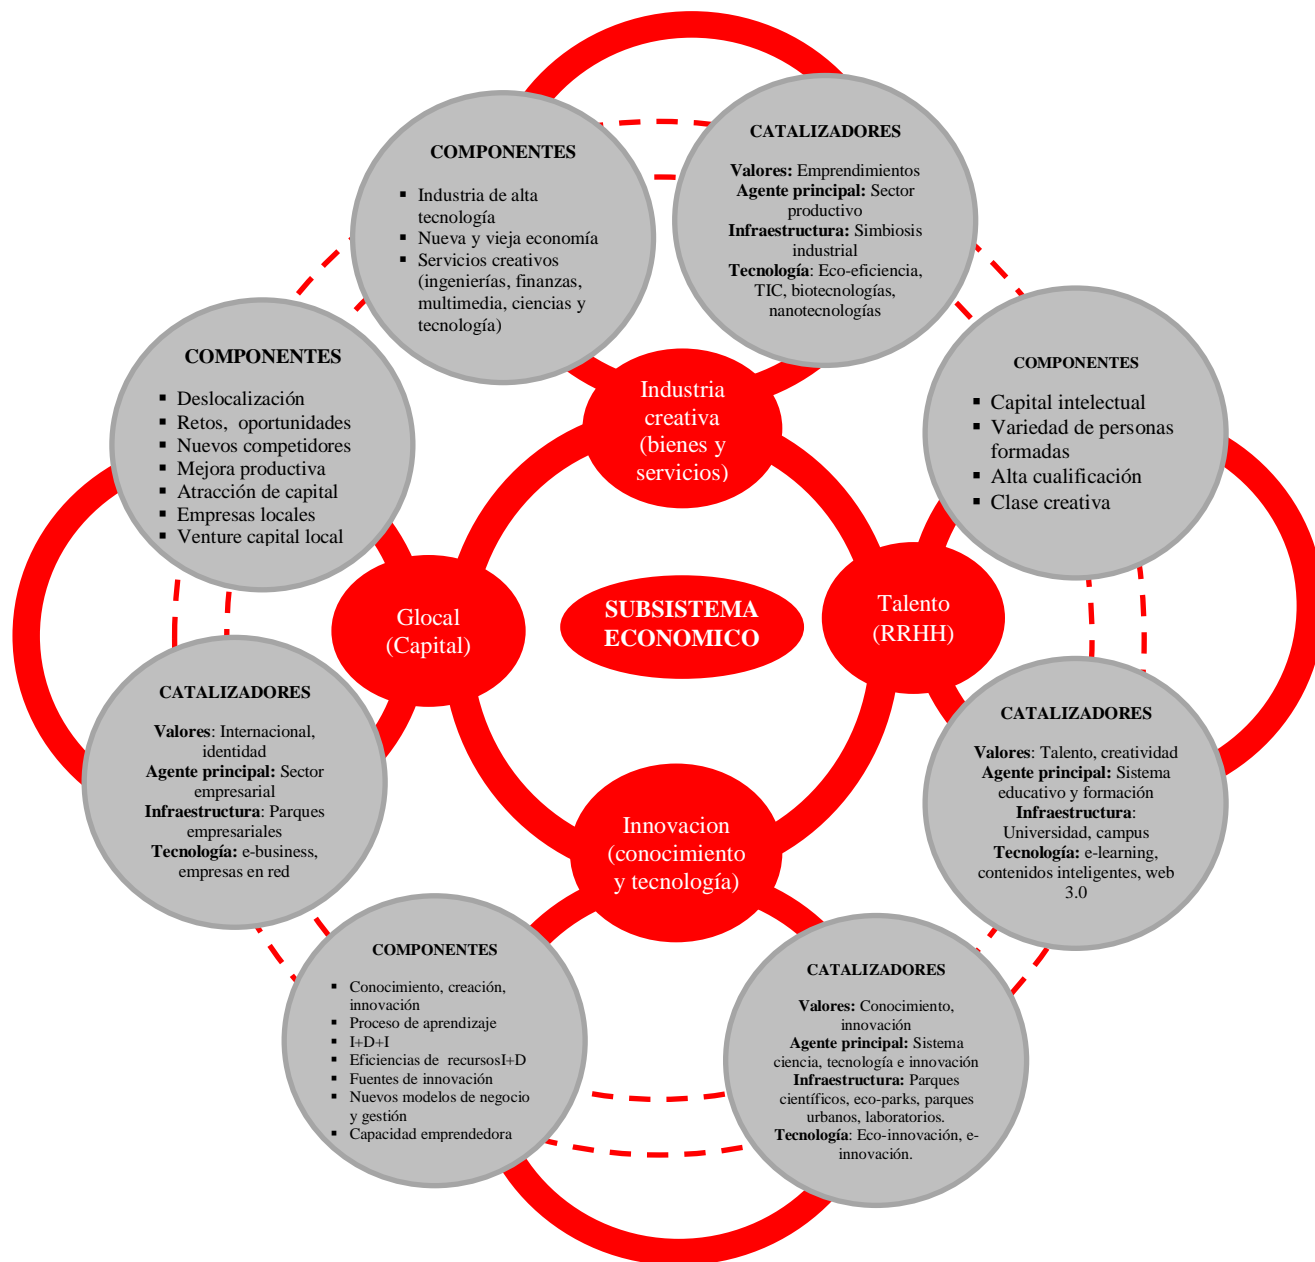 COMPONENTES
▪ Industria de alta
tecnología
▪ Nueva y vieja economía
▪ Servicios creativos
(ingenierías, finanzas,
multimedia, ciencias y
tecnología)
CATALIZADORES
Valores: Emprendimientos
Agente principal: Sector
productivo
Infraestructura: Simbiosis
industrial
Tecnología: Eco-eficiencia,
TIC, biotecnologías,
nanotecnologías
COMPONENTES
▪ Deslocalización
▪ Retos, oportunidades
▪ Nuevos competidores
▪ Mejora productiva
▪ Atracción de capital
▪ Empresas locales
▪ Venture capital local
Industria
creativa
(bienes y
servicios)
COMPONENTES
▪ Capital intelectual
▪ Variedad de personas
formadas
▪ Alta cualificación
▪ Clase creativa
Glocal
(Capital)
SUBSISTEMA
ECONOMICO
Talento
(RRHH)
CATALIZADORES
Valores: Internacional,
identidad
Agente principal: Sector
empresarial
Infraestructura: Parques
empresariales
Tecnología: e-business,
empresas en red
Innovacion
(conocimiento
y tecnología)
CATALIZADORES
Valores: Talento, creatividad
Agente principal: Sistema
educativo y formación
Infraestructura:
Universidad, campus
Tecnología: e-learning,
contenidos inteligentes, web
3.0
COMPONENTES
▪ Conocimiento, creación,
innovación
▪ Proceso de aprendizaje
▪ I+D+I
▪ Eficiencias de recursosI+D
▪ Fuentes de innovación
▪ Nuevos modelos de negocio
y gestión
▪ Capacidad emprendedora
CATALIZADORES
Valores: Conocimiento,
innovación
Agente principal: Sistema
ciencia, tecnología e innovación
Infraestructura: Parques
científicos, eco-parks, parques
urbanos, laboratorios.
Tecnología: Eco-innovación, e-
innovación.